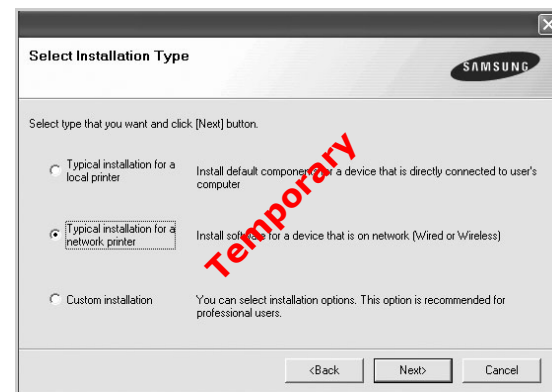 Select Installation Type
SAMSUNG
Select type that you want and click [Next] button.
Typical installation for a
local printer
Install default components for a device that is directly connected to user's
computer
Temporary
Typical installation for a
network printer
Install software for a device that is on network (Wired or Wireless)
Custom installation
You can select installation options. This option is recommended for
professional users.
<Back
Next>
Cancel